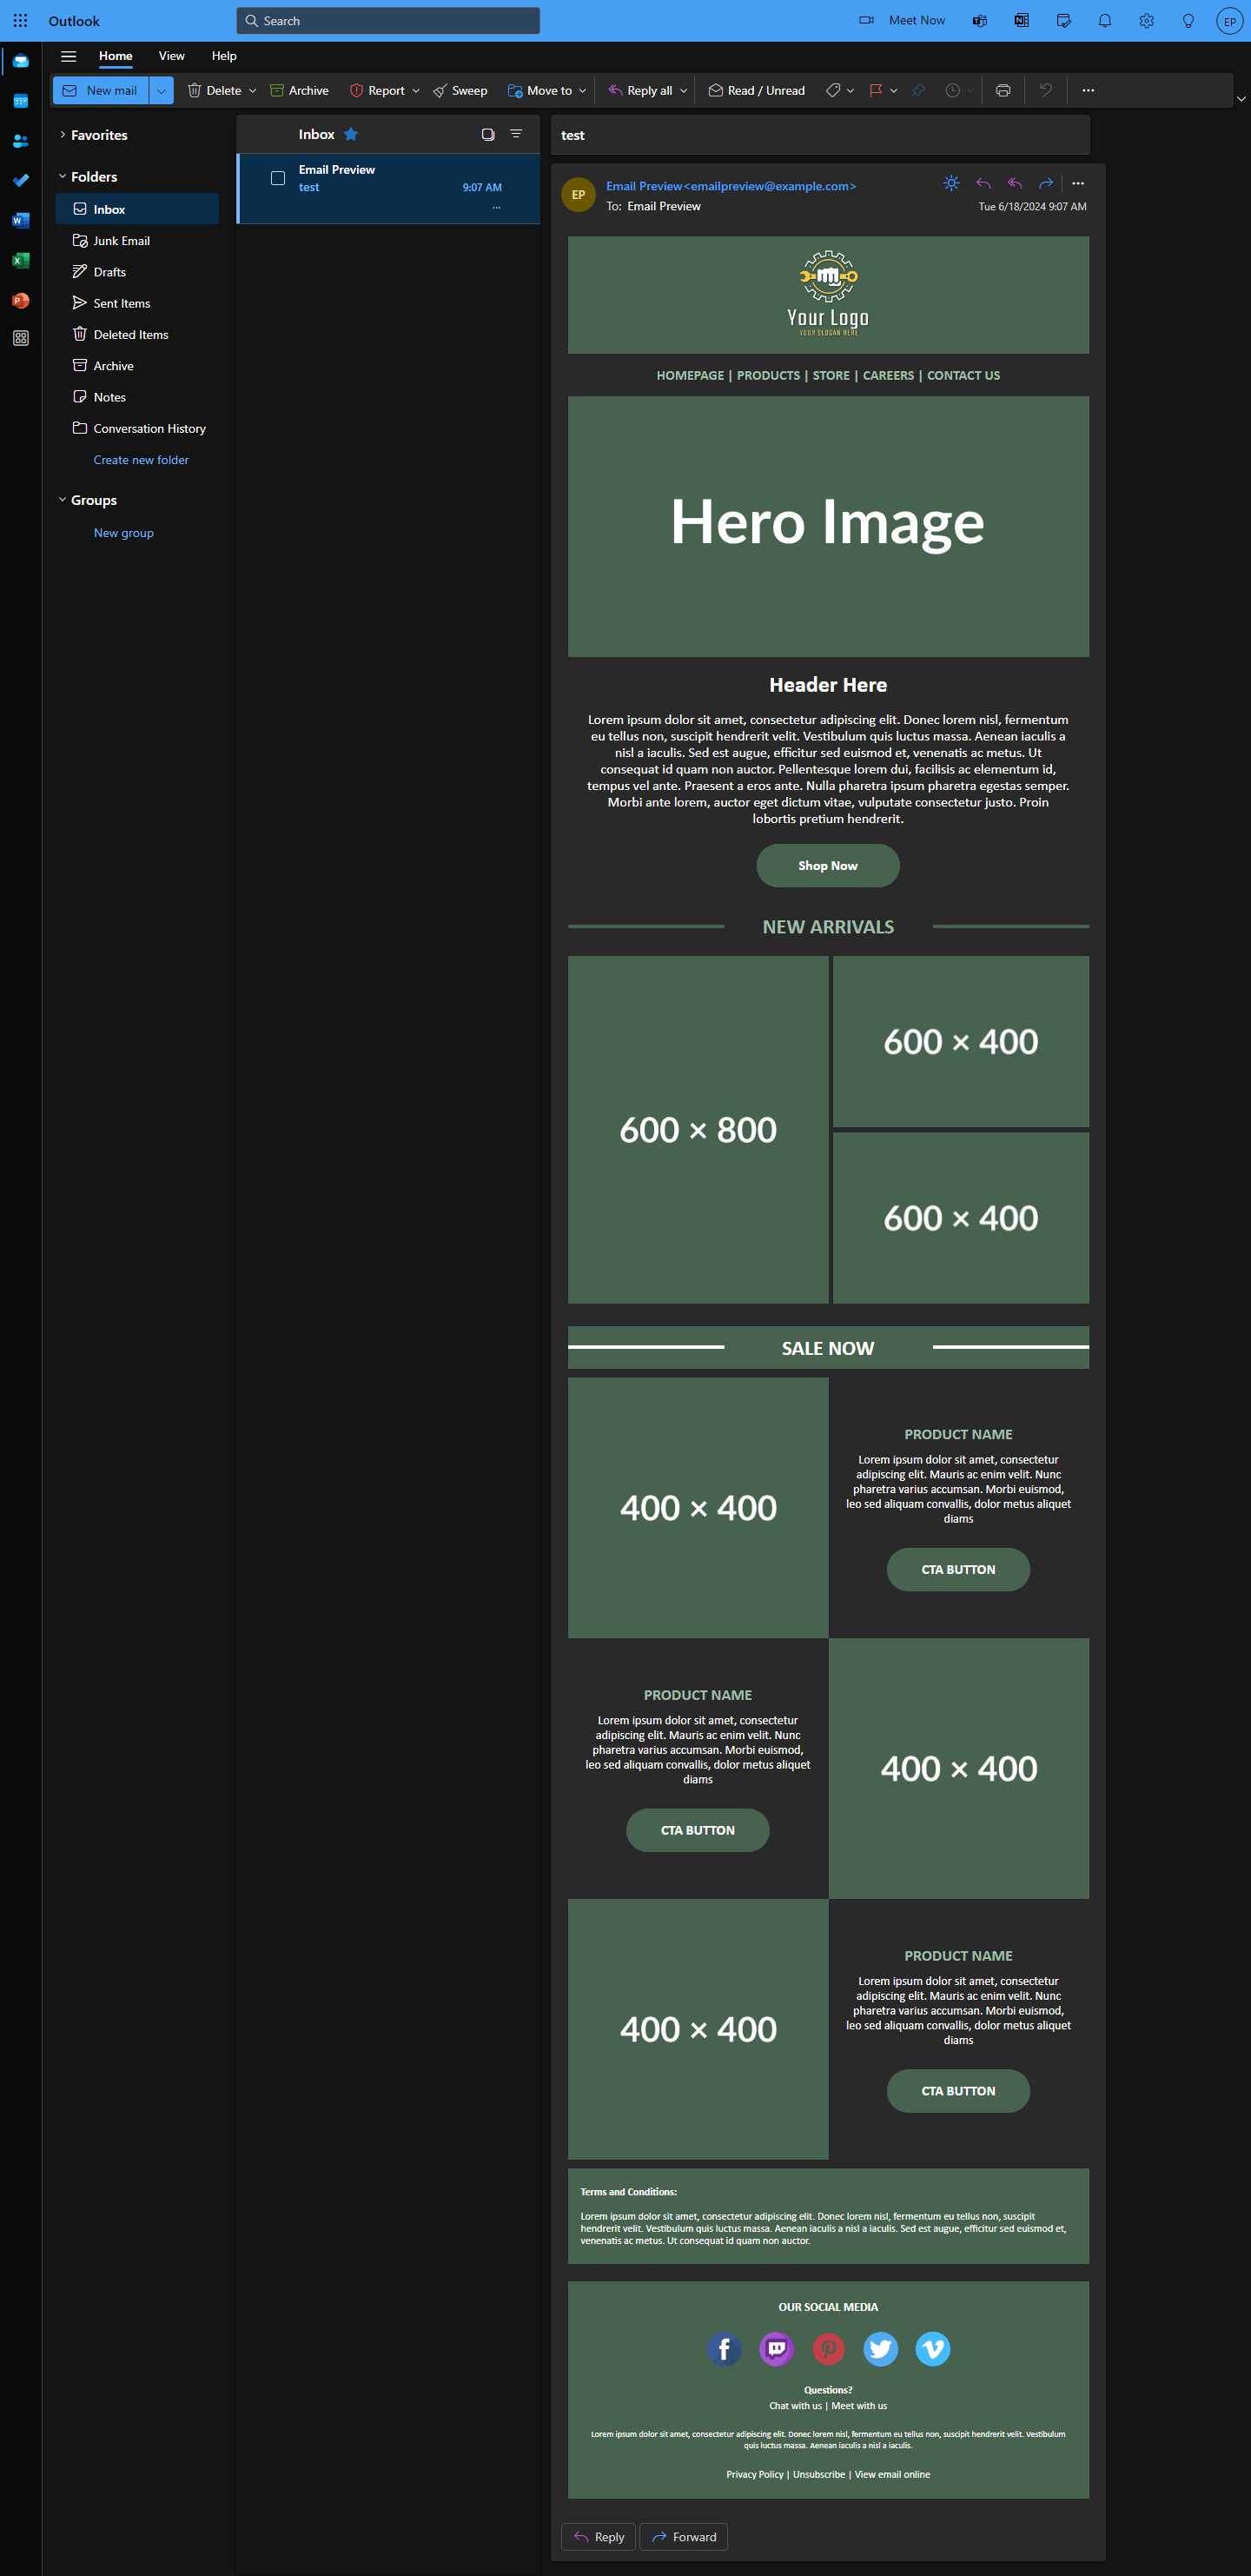 Outlook
Search
Meet Now
EP
Home View Help
New mail Delete Archive Report Sweep Move to Reply all Read / Unread
Favorites
Folders
Inbox
Junk Email
Drafts
Sent Items
Deleted Items
Archive
Notes
Conversation History
Create new folder
Groups
New group
Inbox
Email Preview
test 9:07 AM
...
test
EP
Email Preview<emailpreview@example.com>
To: Email Preview
Tue 6/18/2024 9:07 AM
Your Logo
YOUR SLOGAN HERE
HOMEPAGE | PRODUCTS | STORE | CAREERS | CONTACT US
Hero Image
Header Here
Lorem ipsum dolor sit amet, consectetur adipiscing elit. Donec lorem nisl, fermentum
eu tellus non, suscipit hendrerit velit. Vestibulum quis luctus massa. Aenean iaculis a
nisl a iaculis. Sed est augue, efficitur sed euismod et, venenatis ac metus. Ut
consequat id quam non auctor. Pellentesque lorem dui, facilisis ac elementum id,
tempus vel ante. Praesent a eros ante. Nulla pharetra ipsum pharetra egestas semper.
Morbi ante lorem, auctor eget dictum vitae, vulputate consectetur justo. Proin
lobortis pretium hendrerit.
Shop Now
NEW ARRIVALS
600 × 800
600 × 400
600 × 400
SALE NOW
400 × 400
PRODUCT NAME
Lorem ipsum dolor sit amet, consectetur
adipiscing elit. Mauris ac enim velit. Nunc
pharetra varius accumsan. Morbi euismod,
leo sed aliquam convallis, dolor metus aliquet
diams
CTA BUTTON
PRODUCT NAME
Lorem ipsum dolor sit amet, consectetur
adipiscing elit. Mauris ac enim velit. Nunc
pharetra varius accumsan. Morbi euismod,
leo sed aliquam convallis, dolor metus aliquet
diams
CTA BUTTON
400 × 400
400 × 400
PRODUCT NAME
Lorem ipsum dolor sit amet, consectetur
adipiscing elit. Mauris ac enim velit. Nunc
pharetra varius accumsan. Morbi euismod,
leo sed aliquam convallis, dolor metus aliquet
diams
CTA BUTTON
Terms and Conditions:
Lorem ipsum dolor sit amet, consectetur adipiscing elit. Donec lorem nisl, fermentum eu tellus non, suscipit
hendrerit velit. Vestibulum quis luctus massa. Aenean iaculis a nisl a iaculis. Sed est augue, efficitur sed euismod et,
venenatis ac metus. Ut consequat id quam non auctor.
OUR SOCIAL MEDIA
Questions?
Chat with us | Meet with us
Lorem ipsum dolor sit amet, consectetur adipiscing elit. Donec lorem nisl, fermentum eu tellus non, suscipit hendrerit velit. Vestibulum
quis luctus massa. Aenean iaculis a nisl a iaculis.
Privacy Policy | Unsubscribe | View email online
Reply Forward